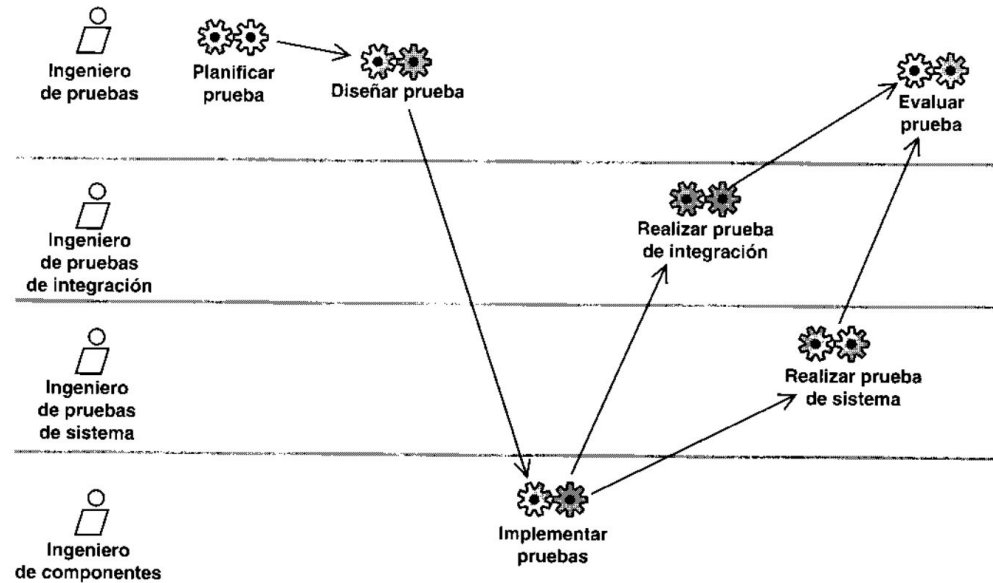 Ingeniero
de pruebas
Planificar
prueba
Diseñar prueba
Evaluar
prueba
Ingeniero
de pruebas
de integración
Realizar prueba
de integración
Ingeniero
de pruebas
de sistema
Realizar prueba
de sistema
Ingeniero
de componentes
Implementar
pruebas